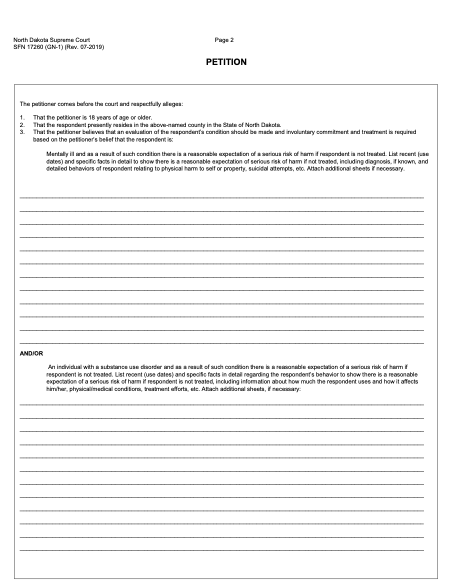 North Dakota Supreme Court
SFN 17260 (GN-1) (Rev. 07-2019)
Page 2
PETITION
The petitioner comes before the court and respectfully alleges:
1. That the petitioner is 18 years of age or older.
2. That the respondent presently resides in the above-named county in the State of North Dakota.
3. That the petitioner believes that an evaluation of the respondent's condition should be made and involuntary commitment and treatment is required
based on the petitioner's belief that the respondent is:
Mentally ill and as a result of such condition there is a reasonable expectation of a serious risk of harm if respondent is not treated. List recent (use
dates) and specific facts in detail to show there is a reasonable expectation of serious risk of harm if not treated, including diagnosis, if known, and
detailed behaviors of respondent relating to physical harm to self or property, suicidal attempts, etc. Attach additional sheets if necessary.
AND/OR
An individual with a substance use disorder and as a result of such condition there is a reasonable expectation of a serious risk of harm if
respondent is not treated. List recent (use dates) and specific facts in detail regarding the respondent's behavior to show there is a reasonable
expectation of a serious risk of harm if respondent is not treated, including information about how much the respondent uses and how it affects
him/her, physical/medical conditions, treatment efforts, etc. Attach additional sheets, if necessary: